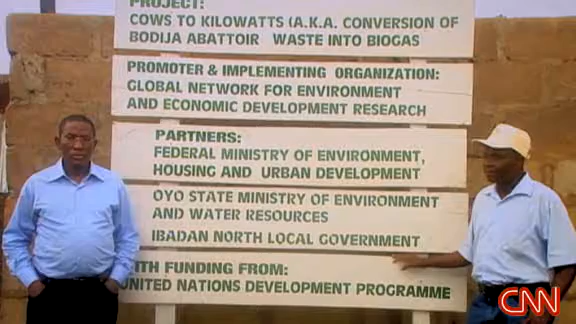 PROJECT:
COWS TO KILOWATTS (A.K.A. CONVERSION OF
BODIJA ABATTOIR WASTE INTO BIOGAS
PROMOTER & IMPLEMENTING ORGANIZATION:
GLOBAL NETWORK FOR ENVIRONMENT
AND ECONOMIC DEVELOPMENT RESEARCH
PARTNERS:
FEDERAL MINISTRY OF ENVIRONMENT,
HOUSING AND URBAN DEVELOPMENT
OYO STATE MINISTRY OF ENVIRONMENT
AND WATER RESOURCES
IBADAN NORTH LOCAL GOVERNMENT
ITH FUNDING FROM:
UNITED NATIONS DEVELOPMENT PROGRAMME
CNN